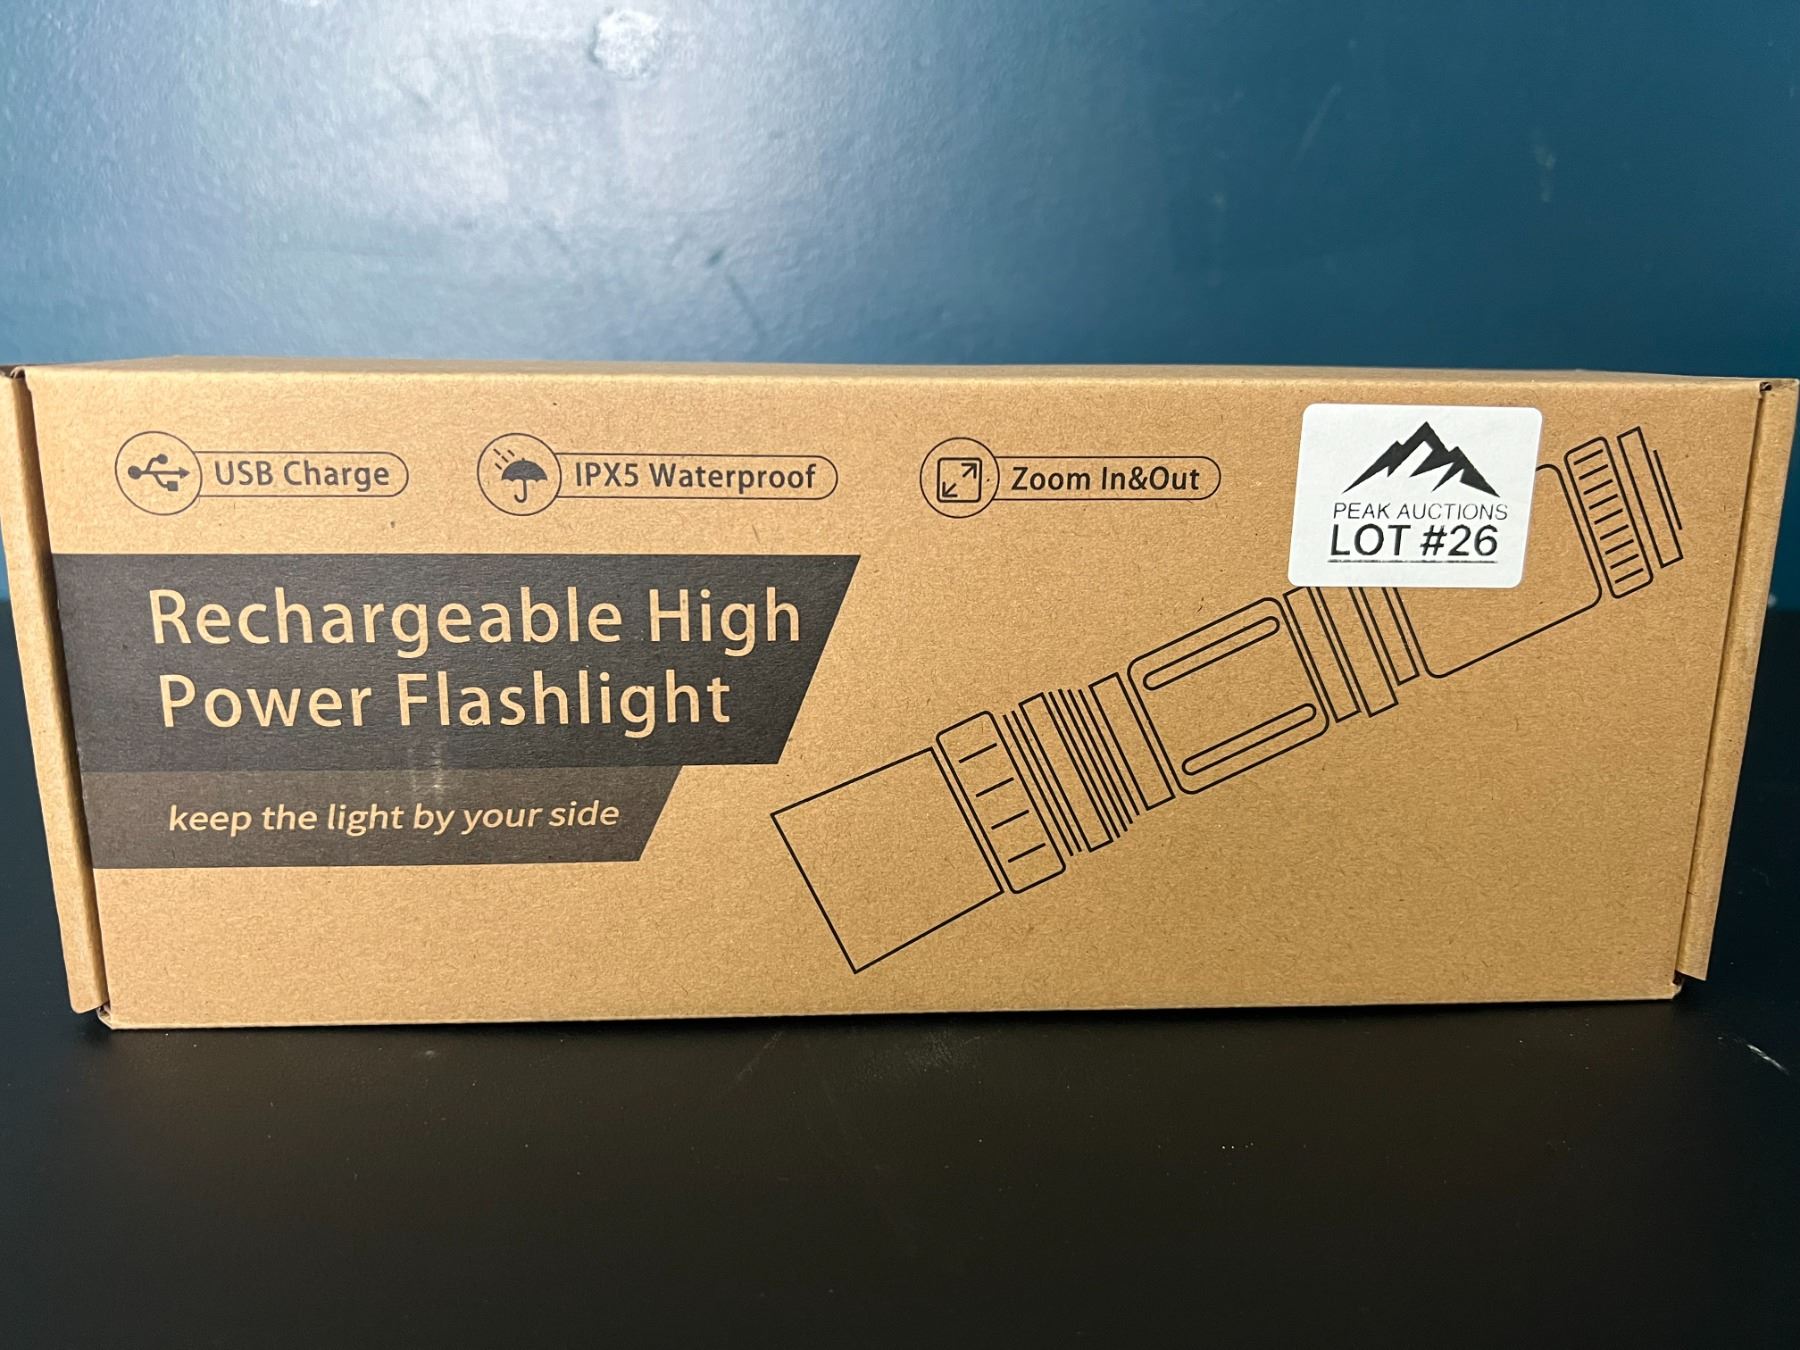 USB Charge
IPX5 Waterproof
Zoom In&Out
PEAK AUCTIONS
LOT #26
Rechargeable High
Power Flashlight
keep the light by your side